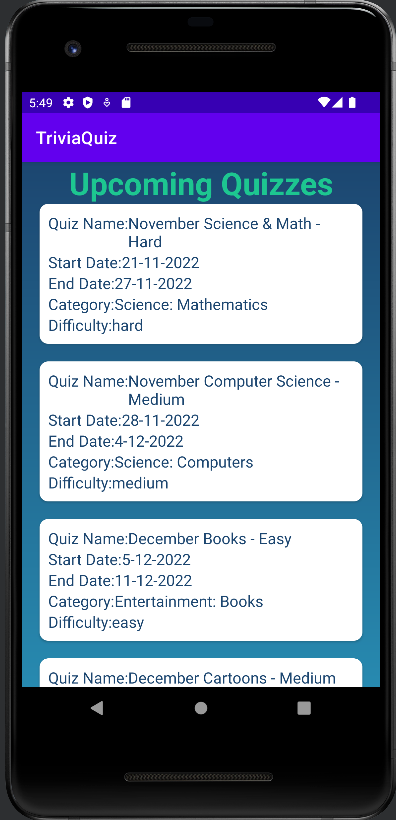 5:49
TriviaQuiz
Upcoming Quizzes
Quiz Name:November Science & Math -
Hard
Start Date:21-11-2022
End Date:27-11-2022
Category:Science: Mathematics
Difficulty:hard
Quiz Name:November Computer Science -
Medium
Start Date:28-11-2022
End Date:4-12-2022
Category:Science: Computers
Difficulty:medium
Quiz Name:December Books - Easy
Start Date:5-12-2022
End Date:11-12-2022
Category:Entertainment: Books
Difficulty:easy
Quiz Name:December Cartoons - Medium